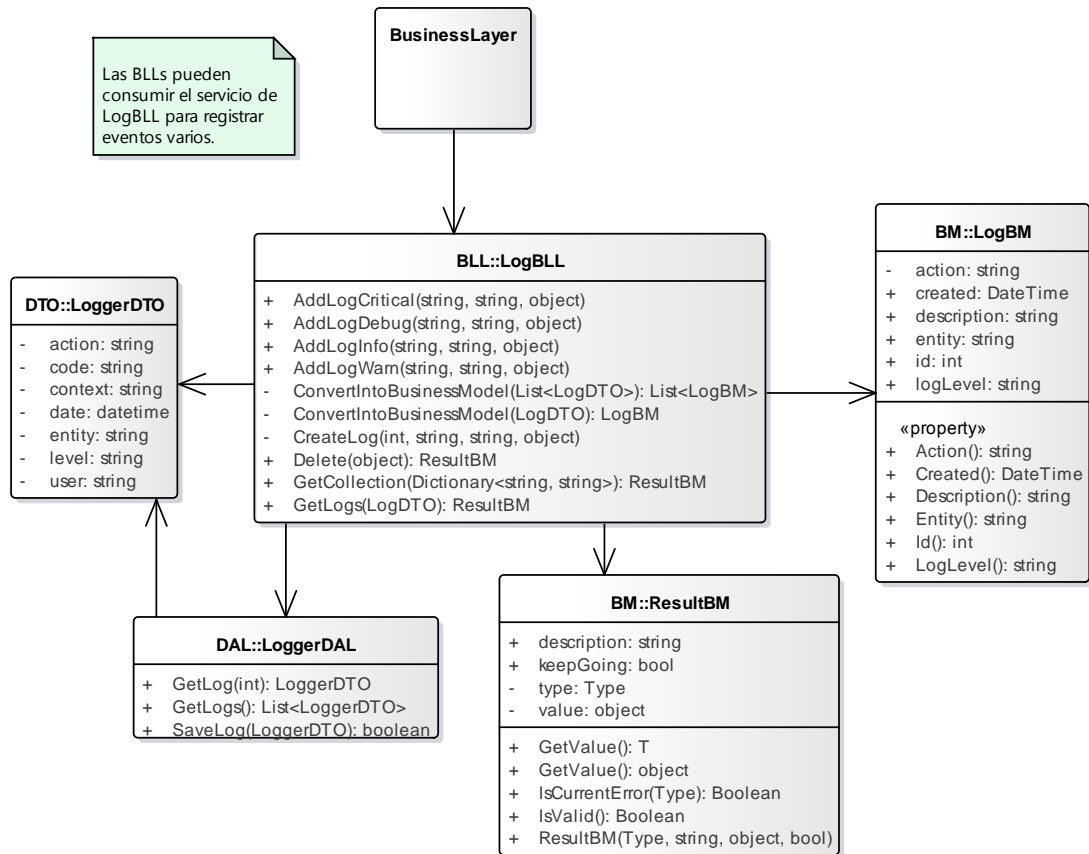 BusinessLayer
Las BLLs pueden
consumir el servicio de
LogBLL para registrar
eventos varios.
BLL::LogBLL
+ AddLogCritical(string, string, object)
+ AddLogDebug(string, string, object)
+ AddLogInfo(string, string, object)
+ AddLogWarn(string, string, object)
- ConvertIntoBusinessModel(List<LogDTO>): List<LogBM>
- ConvertIntoBusinessModel(LogDTO): LogBM
- CreateLog(int, string, string, object)
+ Delete(object): ResultBM
+ GetCollection(Dictionary<string, string>): ResultBM
+ GetLogs(LogDTO): ResultBM
BM::LogBM
- action: string
+ created: DateTime
+ description: string
+ entity: string
+ id: int
+ logLevel: string
«property»
+ Action(): string
+ Created(): DateTime
+ Description(): string
+ Entity(): string
+ Id(): int
+ LogLevel(): string
DTO::LoggerDTO
- action: string
- code: string
- context: string
- date: datetime
- entity: string
- level: string
- user: string
DAL::LoggerDAL
+ GetLog(int): LoggerDTO
+ GetLogs(): List<LoggerDTO>
+ SaveLog(LoggerDTO): boolean
BM::ResultBM
+ description: string
+ keepGoing: bool
- type: Type
- value: object
+ GetValue(): T
+ GetValue(): object
+ IsCurrentError(Type): Boolean
+ IsValid(): Boolean
+ ResultBM(Type, string, object, bool)